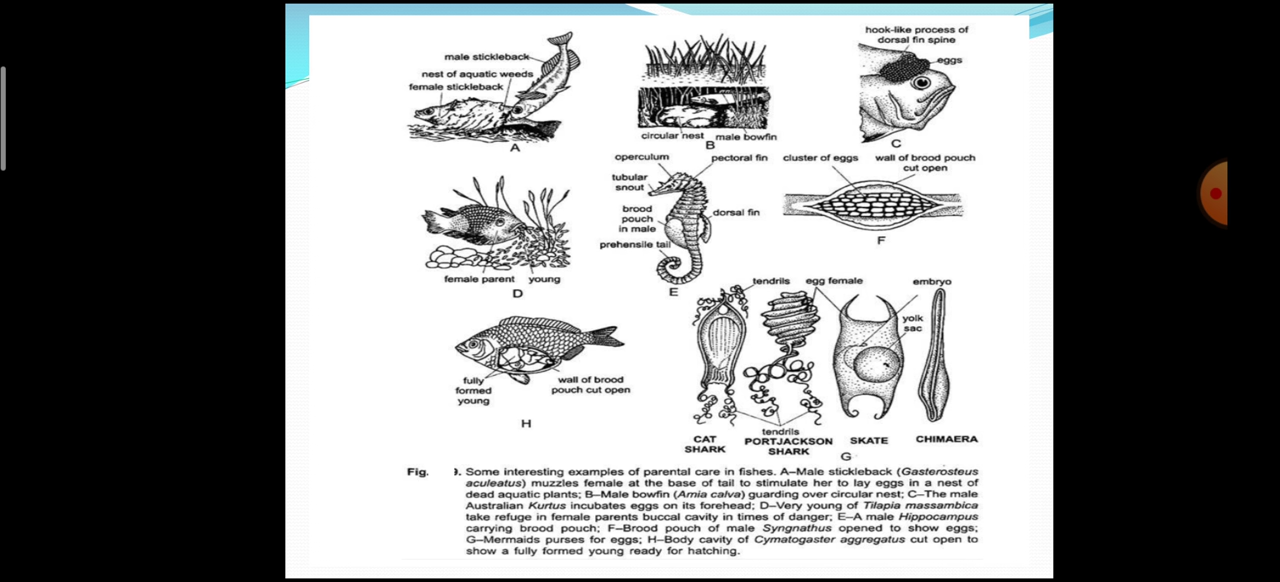 male stickleback
nest of aquatic weeds
female stickleback
A
circular nest male bowfin
B
hook-like process of
dorsal fin spine
eggs
C
female parent young
D
operculum
pectoral fin
tubular
snout
brood
pouch
in male
dorsal fin
prehensile tail
E
cluster of eggs
wall of brood pouch
cut open
F
fully
formed
young
wall of brood
pouch cut open
H
tendrils
egg female
embryo
yolk
sac
tendrils
CAT
SHARK
PORTJACKSON
SHARK
SKATE
CHIMAERA
G
Fig. 9. Some interesting examples of parental care in fishes. A–Male stickleback (Gasterosteus
aculeatus) muzzles female at the base of tail to stimulate her to lay eggs in a nest of
dead aquatic plants; B–Male bowfin (Amia calva) guarding over circular nest; C–The male
Australian Kurtus incubates eggs on its forehead; D–Very young of Tilapia massambica
take refuge in female parents buccal cavity in times of danger; E–A male Hippocampus
carrying brood pouch; F–Brood pouch of male Syngnathus opened to show eggs;
G–Mermaids purses for eggs; H–Body cavity of Cymatogaster aggregatus cut open to
show a fully formed young ready for hatching.